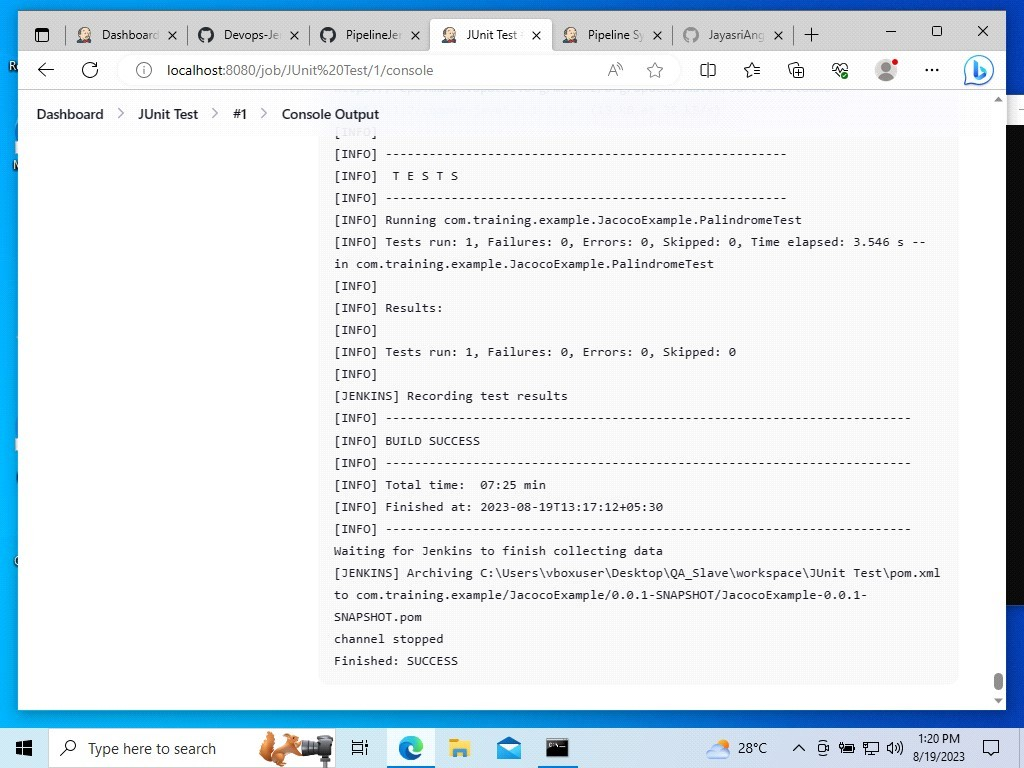 Dashboard
Devops-Je
PipelineJer
JUnit Test
Pipeline Sy
JayasriAng
localhost:8080/job/JUnit%20Test/1/console
Dashboard > JUnit Test > #1 > Console Output
[INFO]
[INFO] -------------------------------------------------------
[INFO]  T E S T S
[INFO] -------------------------------------------------------
[INFO] Running com.training.example.JacocoExample.PalindromeTest
[INFO] Tests run: 1, Failures: 0, Errors: 0, Skipped: 0, Time elapsed: 3.546 s --
in com.training.example.JacocoExample.PalindromeTest
[INFO]
[INFO] Results:
[INFO]
[INFO] Tests run: 1, Failures: 0, Errors: 0, Skipped: 0
[INFO]
[JENKINS] Recording test results
[INFO] ------------------------------------------------------------------------
[INFO] BUILD SUCCESS
[INFO] ------------------------------------------------------------------------
[INFO] Total time:  07:25 min
[INFO] Finished at: 2023-08-19T13:17:12+05:30
[INFO] ------------------------------------------------------------------------
Waiting for Jenkins to finish collecting data
[JENKINS] Archiving C:\Users\vboxuser\Desktop\QA_Slave\workspace\JUnit Test\pom.xml
to com.training.example/JacocoExample/0.0.1-SNAPSHOT/JacocoExample-0.0.1-
SNAPSHOT.pom
channel stopped
Finished: SUCCESS
Type here to search
28°C
1:20 PM
8/19/2023